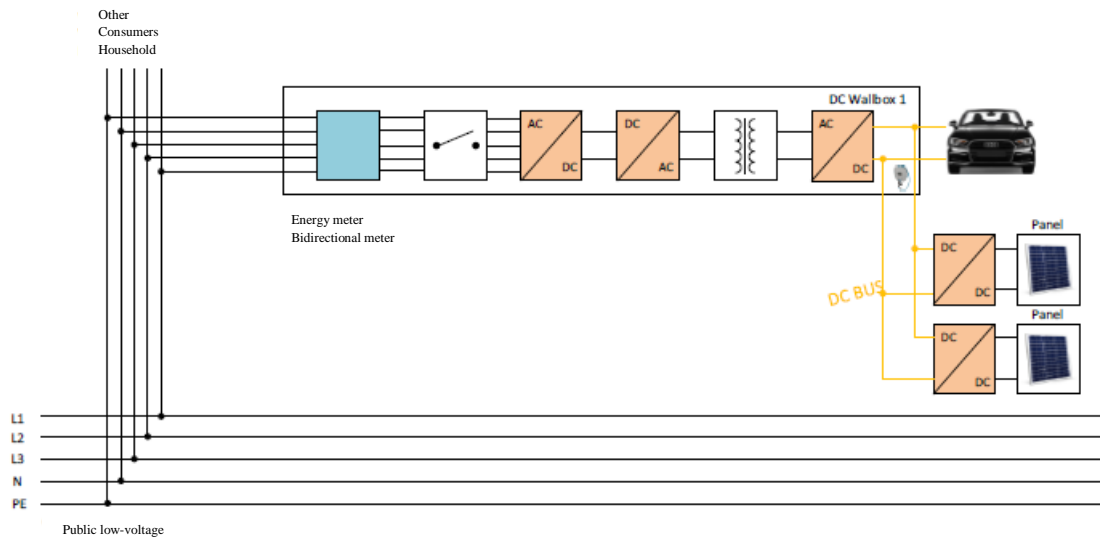 Other
Consumers
Household
DC Wallbox 1
AC
DC
DC
AC
AC
DC
Energy meter
Bidirectional meter
Panel
DC
DC
DC BUS
Panel
DC
DC
L1
L2
L3
N
PE
Public low-voltage